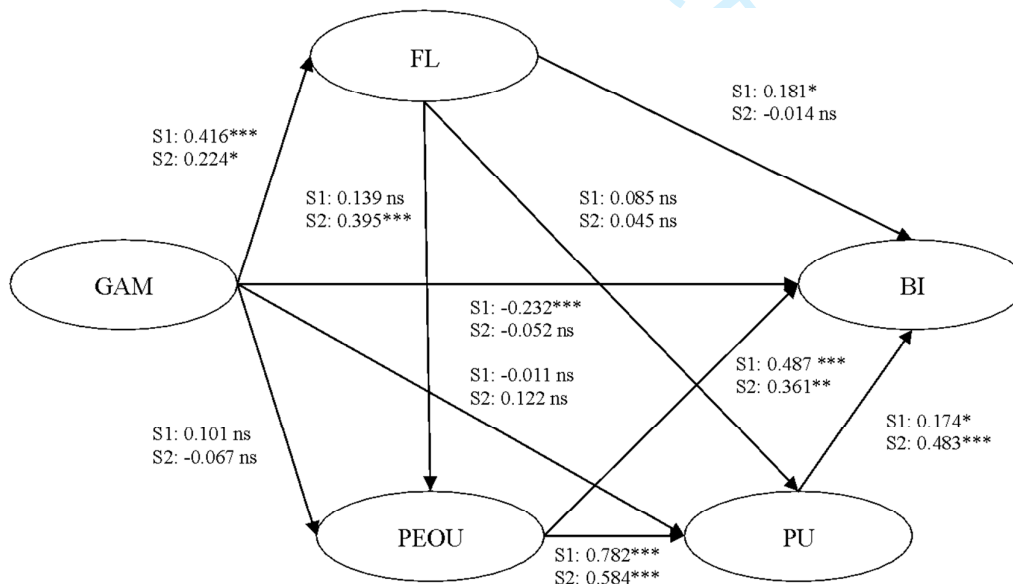 FL
S1: 0.181*
S2: -0.014 ns
S1: 0.416***
S2: 0.224*
S1: 0.139 ns
S2: 0.395***
S1: 0.085 ns
S2: 0.045 ns
GAM
BI
S1: -0.232***
S2: -0.052 ns
S1: -0.011 ns
S2: 0.122 ns
S1: 0.487 ***
S2: 0.361**
S1: 0.174*
S2: 0.483***
S1: 0.101 ns
S2: -0.067 ns
PEOU
PU
S1: 0.782***
S2: 0.584***